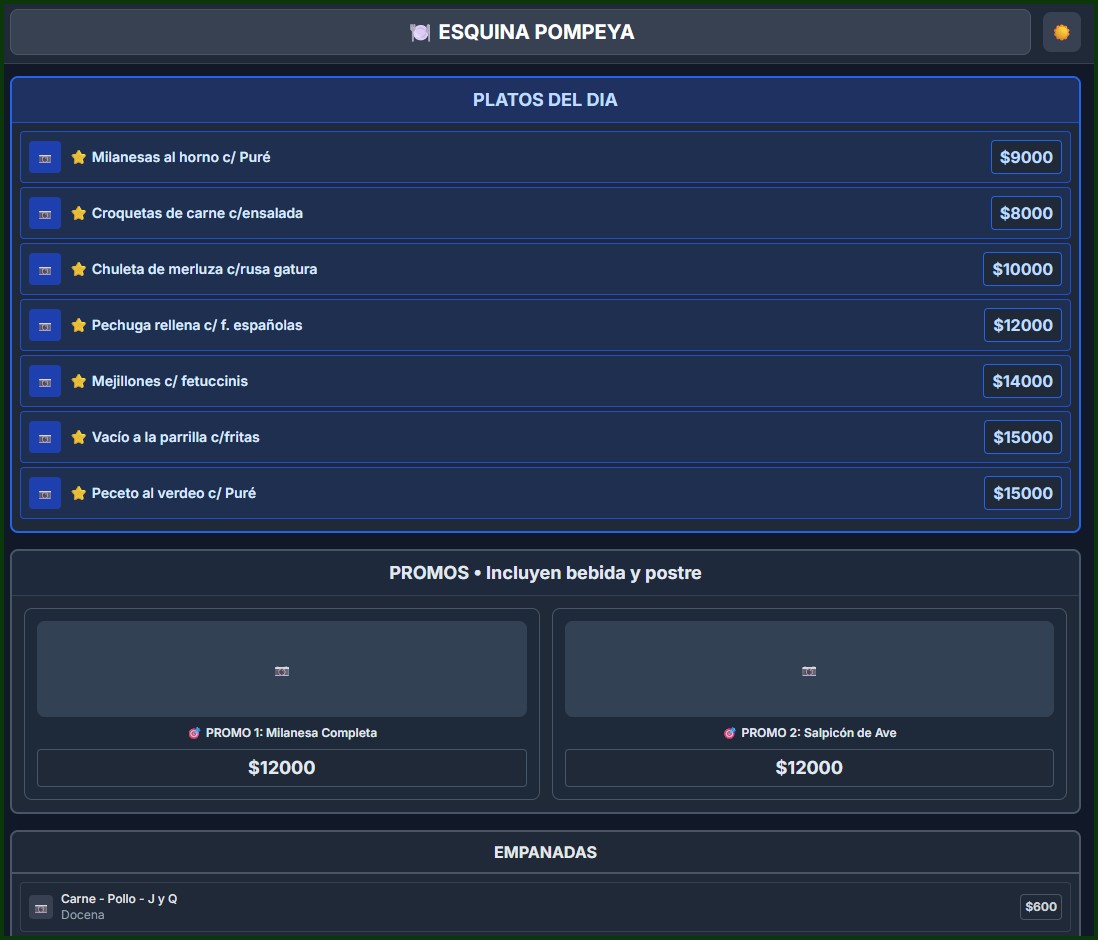 ESQUINA POMPEYA
PLATOS DEL DIA
Milanesas al horno c/ Puré
$9000
Croquetas de carne c/ensalada
$8000
Chuleta de merluza c/rusa gatura
$10000
Pechuga rellena c/ f. españolas
$12000
Mejillones c/ fetuccinis
$14000
Vacío a la parrilla c/fritas
$15000
Peceto al verdeo c/ Puré
$15000
PROMOS • Incluyen bebida y postre
PROMO 1: Milanesa Completa
$12000
PROMO 2: Salpicón de Ave
$12000
EMPANADAS
Carne - Pollo - J y Q
Docena
$600